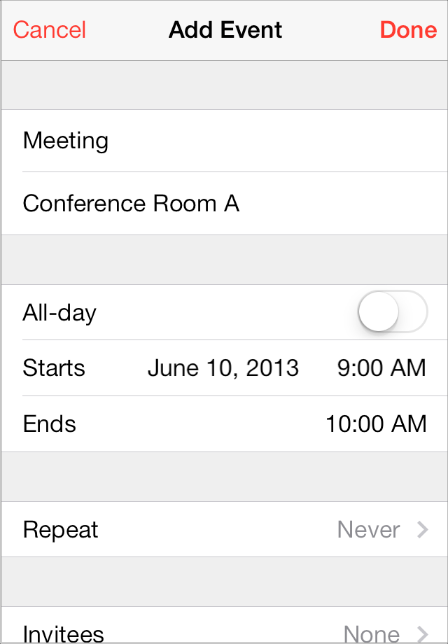 Cancel Add Event Done
Meeting
Conference Room A
All-day
Starts June 10, 2013 9:00 AM
Ends 10:00 AM
Repeat Never
Invitees None